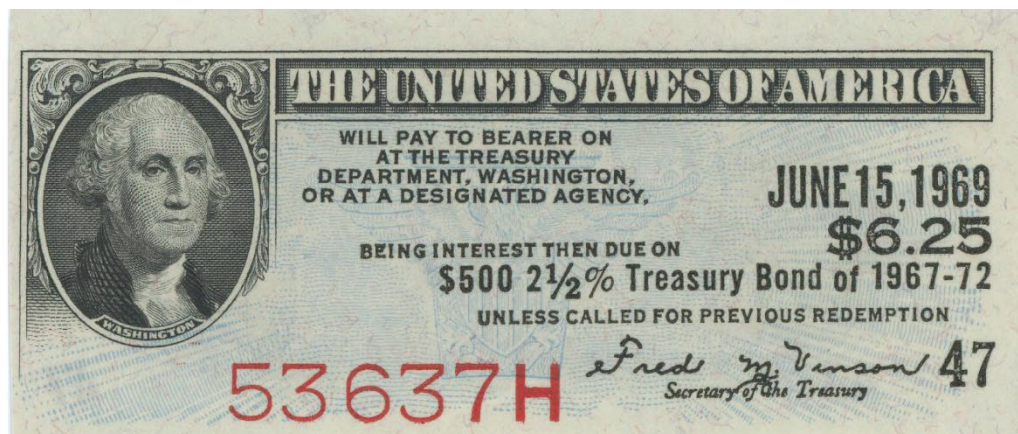 THE UNITED STATES OF AMERICA
WILL PAY TO BEARER ON
AT THE TREASURY
DEPARTMENT, WASHINGTON,
OR AT A DESIGNATED AGENCY,
JUNE 15, 1969
$6.25
BEING INTEREST THEN DUE ON
$500 2½% Treasury Bond of 1967-72
UNLESS CALLED FOR PREVIOUS REDEMPTION
WASHINGTON
53637H
Fred M. Vinson
Secretary of the Treasury
47